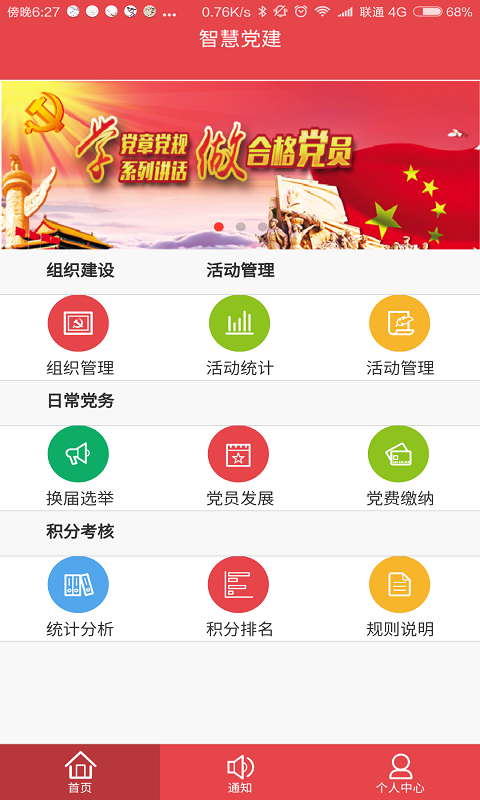 傍晚6:27 ... 0.76K/s 联通 4G 68%
智慧党建
学 党章党规 系列讲话 做 合格党员
组织建设 活动管理
组织管理 活动统计 活动管理
日常党务
换届选举 党员发展 党费缴纳
积分考核
统计分析 积分排名 规则说明
首页 通知 个人中心